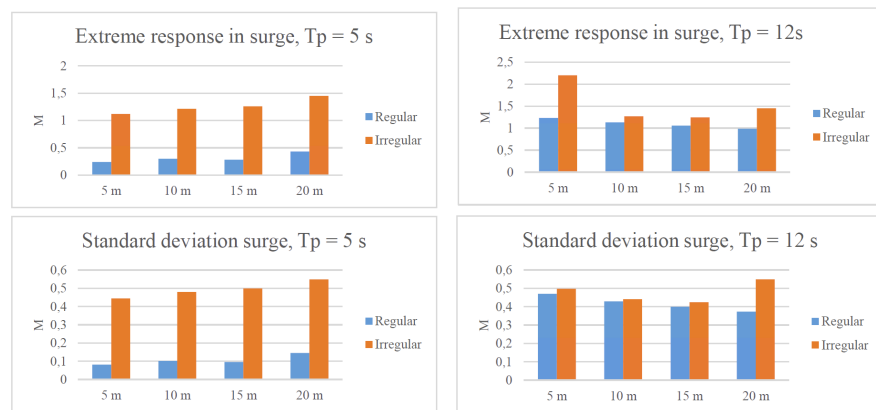 Extreme response in surge, Tp = 5 s
2
1,5
1
0,5
0
M
5 m 10 m 15 m 20 m
Regular
Irregular
Extreme response in surge, Tp = 12s
2,5
2
1,5
1
0,5
0
M
5 m 10 m 15 m 20 m
Regular
Irregular
Standard deviation surge, Tp = 5 s
0,6
0,5
0,4
0,3
0,2
0,1
0
M
5 m 10 m 15 m 20 m
Regular
Irregular
Standard deviation surge, Tp = 12 s
0,6
0,5
0,4
0,3
0,2
0,1
0
M
5 m 10 m 15 m 20 m
Regular
Irregular